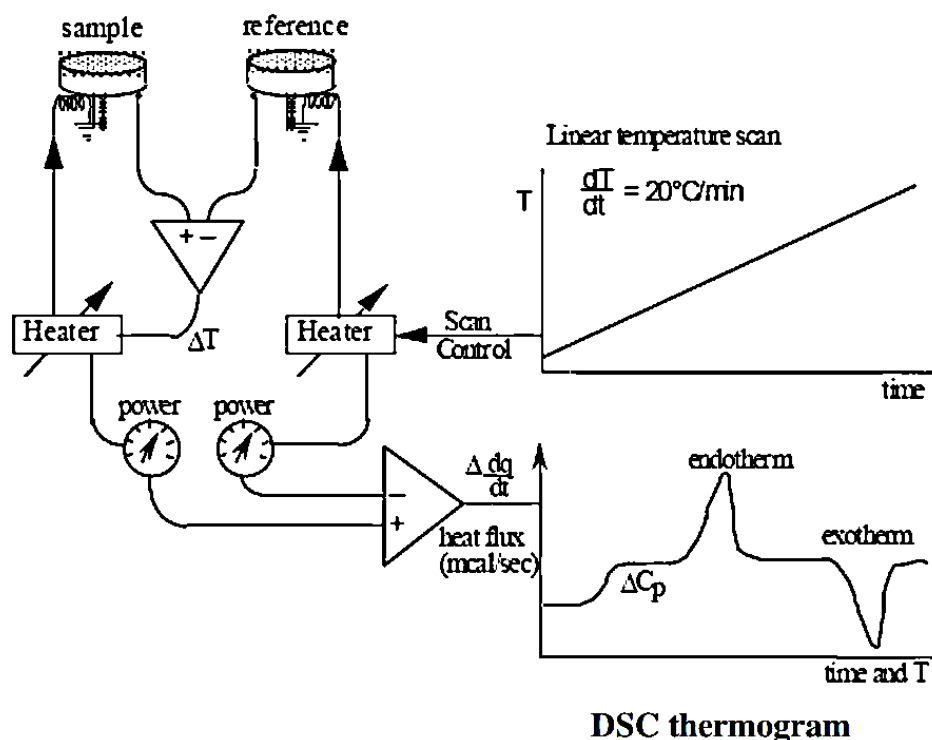 sample
reference
Linear temperature scan
T
dT
dt
= 20°C/min
+ −
Heater
ΔT
Heater
Scan
Control
time
power
power
−
+
Δ dq
dt
heat flux
(mcal/sec)
endotherm
exotherm
ΔCp
time and T
DSC thermogram